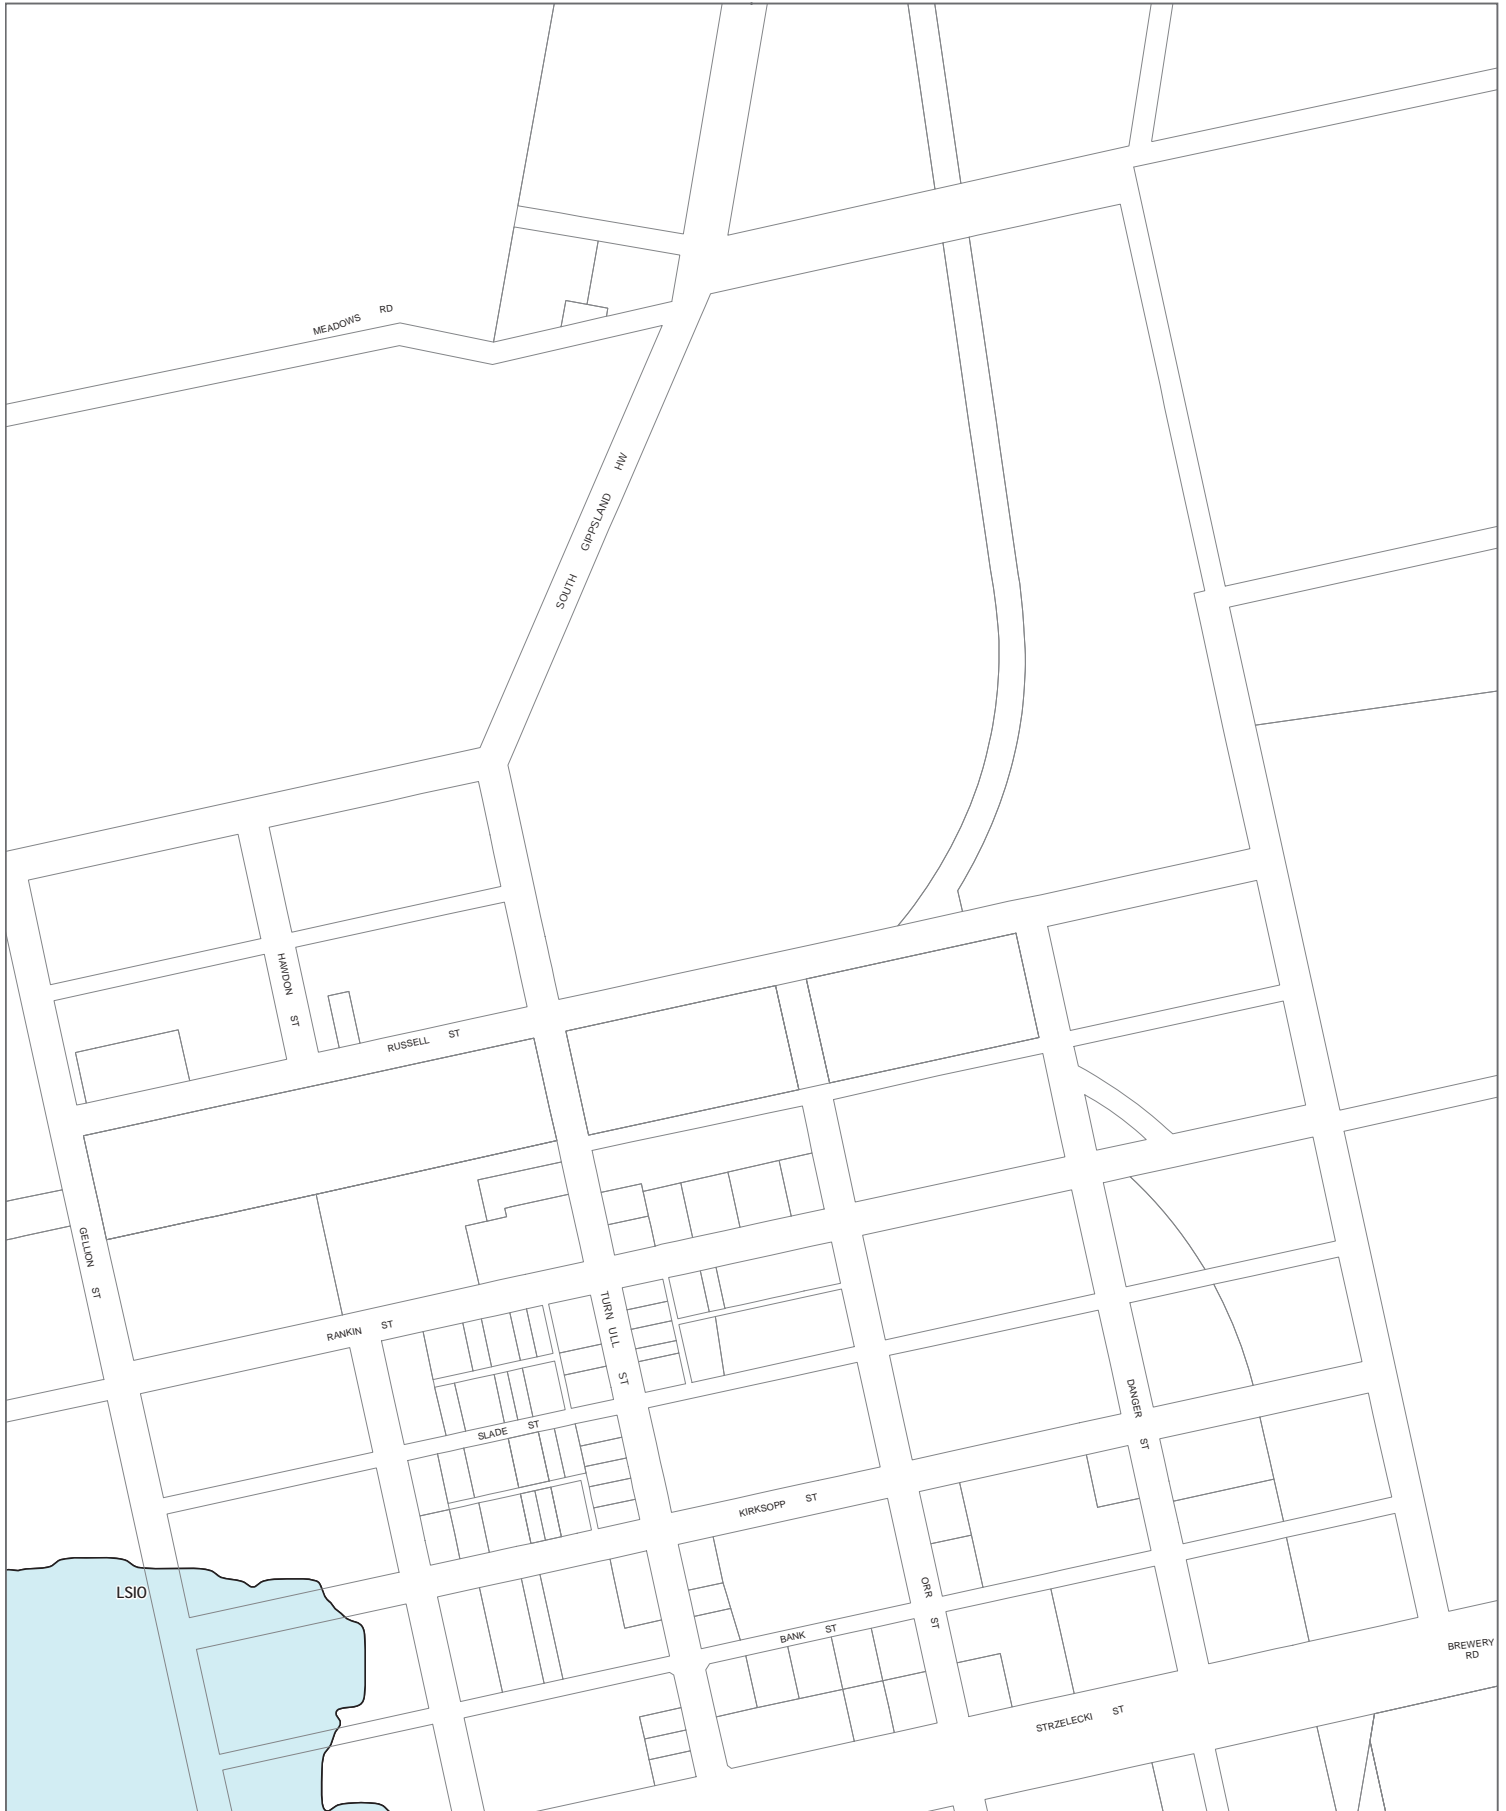 MEADOWS RD
SOUTH GIPPSLAND HW
HAWDON ST
RUSSELL ST
GELLION ST
RANKIN ST
TURN ULL ST
DANGER ST
SLADE ST
KIRKSOPP ST
LSIO
ORR ST
BANK ST
BREWERY
RD
STRZELECKI ST